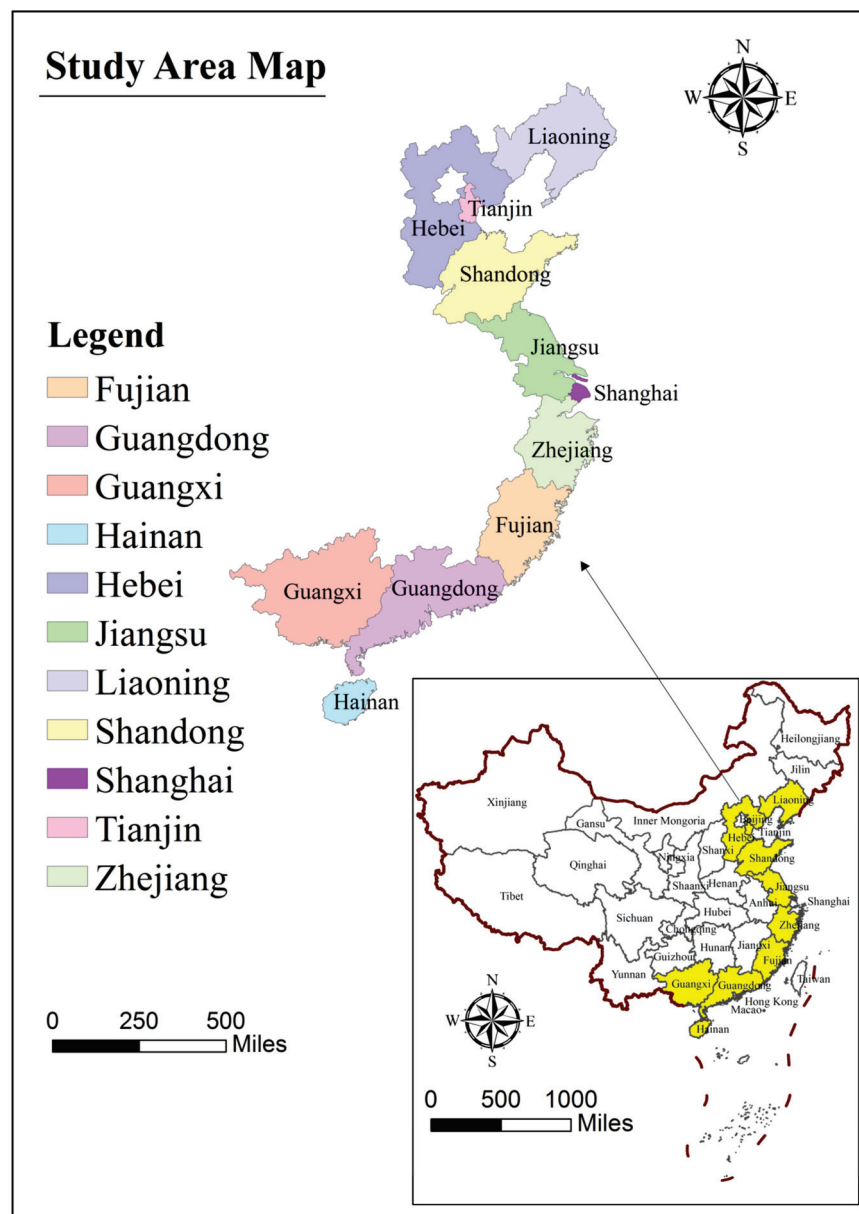 Study Area Map
N
W E
S
Liaoning
Tianjin
Hebei
Shandong
Jiangsu
Shanghai
Zhejiang
Fujian
Guangxi
Guangdong
Hainan
Legend
Fujian
Guangdong
Guangxi
Hainan
Hebei
Jiangsu
Liaoning
Shandong
Shanghai
Tianjin
Zhejiang
0 250 500
Miles
Heilongjiang
Jilin
Xinjiang
Liaoning
Gansu
Inner Mongoria
Beijing
Tianjin
Hebei
Shanxi
Ningxia
Qinghai
Shandong
Shaanxi
Henan
Jiangsu
Tibet
Anhui
Shanghai
Sichuan
Hubei
Chongqing
Zhejiang
Hunan
Jiangxi
Guizhou
Fujian
Yunnan
Taiwan
Guangxi
Guangdong
Hong Kong
Macao
Hainan
N
W E
S
0 500 1000
Miles